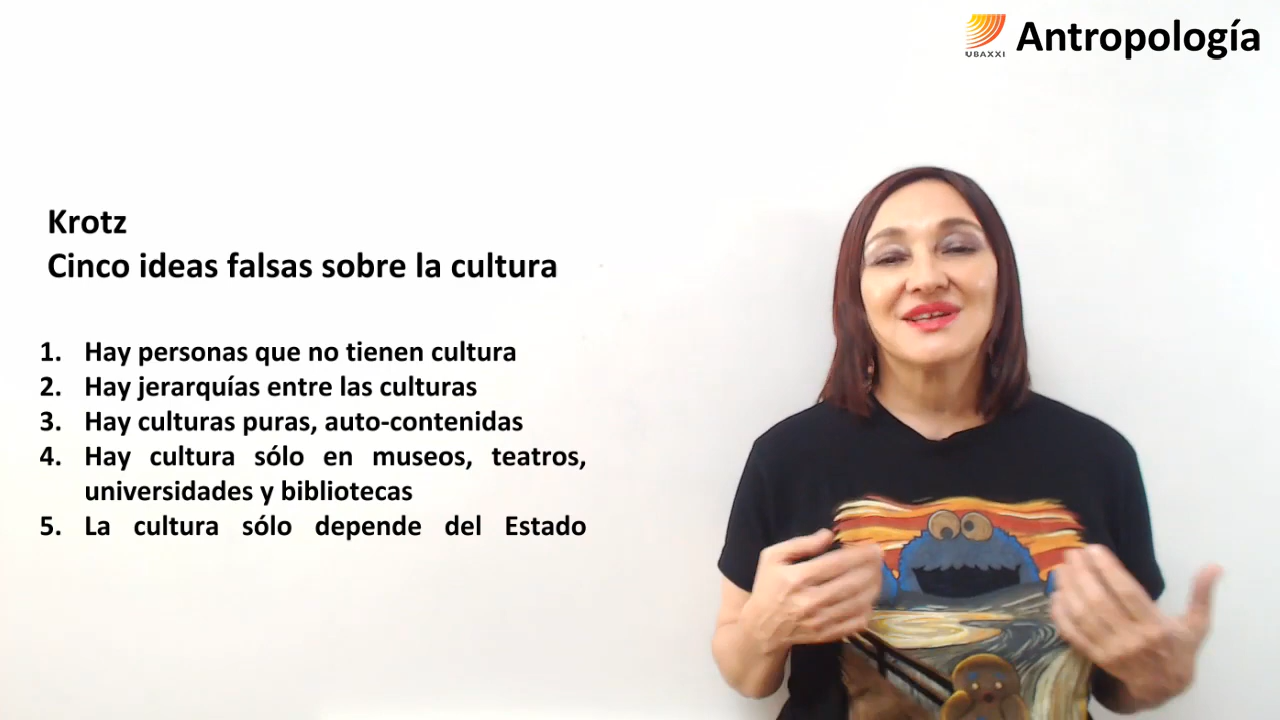 UBAXXI
Antropología
Krotz
Cinco ideas falsas sobre la cultura
1. Hay personas que no tienen cultura
2. Hay jerarquías entre las culturas
3. Hay culturas puras, auto-contenidas
4. Hay cultura sólo en museos, teatros,
universidades y bibliotecas
5. La cultura sólo depende del Estado